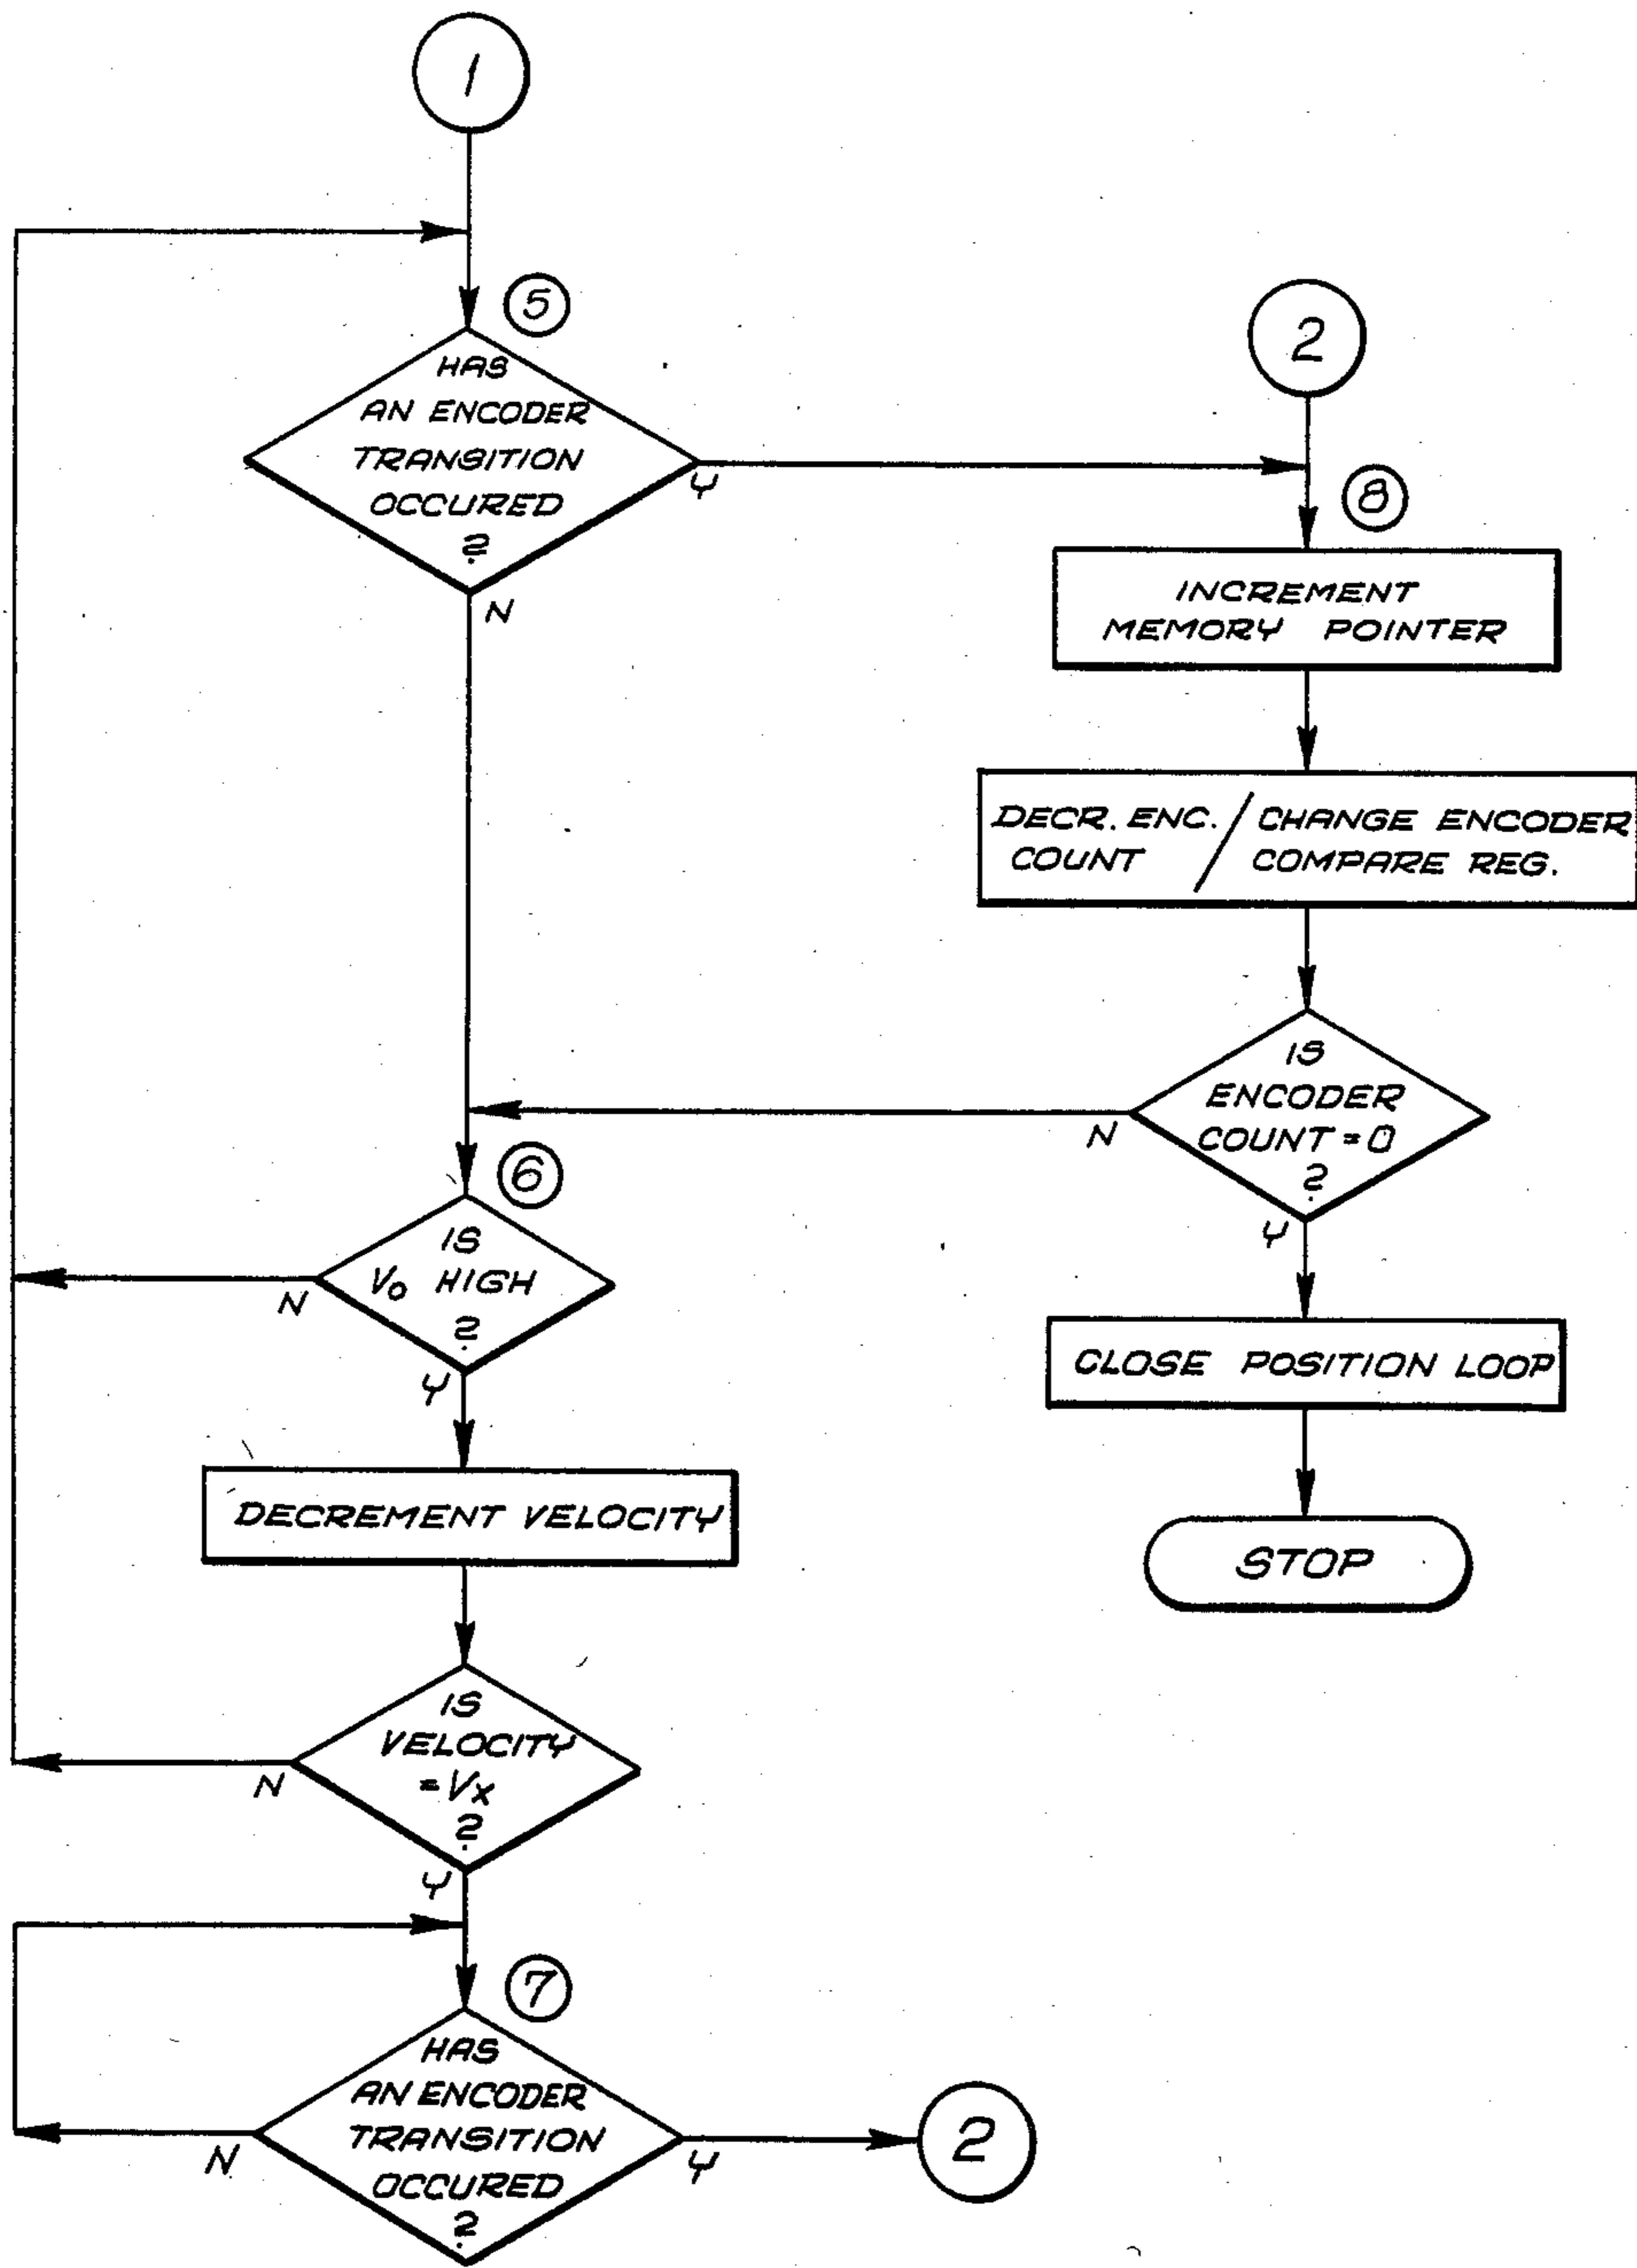 1
5
HAS
AN ENCODER
TRANSITION
OCCURED
?
Y
N
2
8
INCREMENT
MEMORY POINTER
DECR. ENC. / CHANGE ENCODER
COUNT / COMPARE REG.
IS
ENCODER
COUNT = 0
?
N
Y
CLOSE POSITION LOOP
STOP
6
IS
Vo HIGH
?
N
Y
DECREMENT VELOCITY
IS
VELOCITY
= Vx
?
N
Y
7
HAS
AN ENCODER
TRANSITION
OCCURED
?
N
Y
2